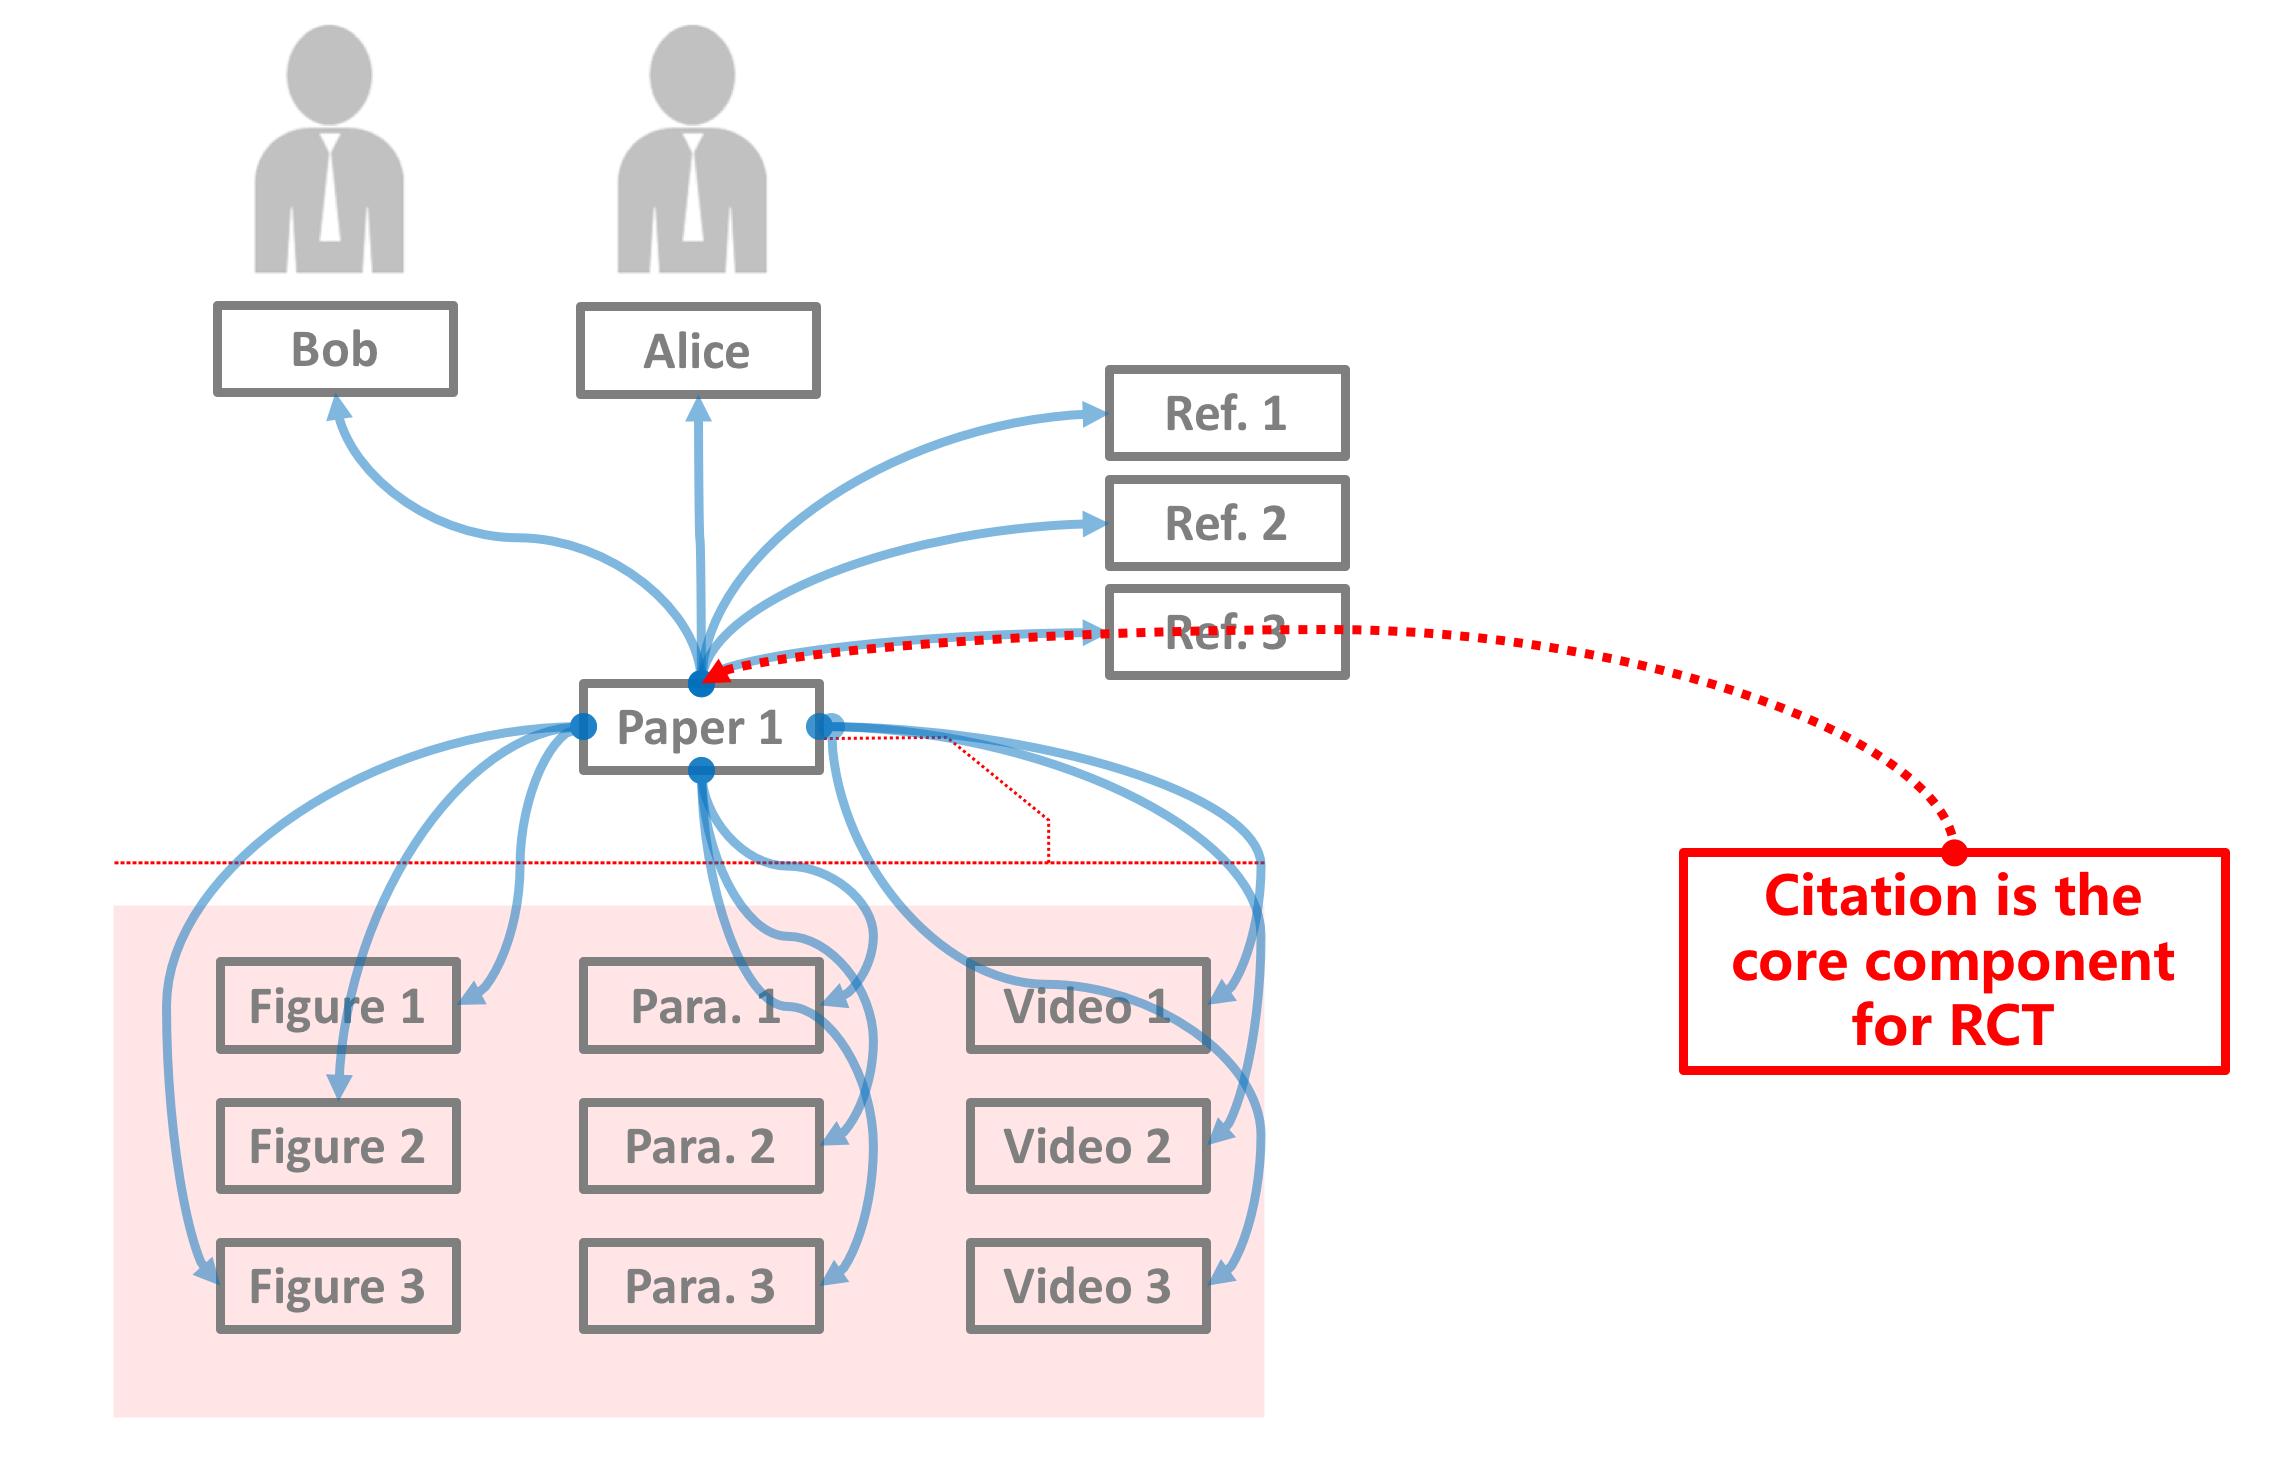 Bob
Alice
Ref. 1
Ref. 2
Ref. 3
Paper 1
Citation is the
core component
for RCT
Figure 1
Para. 1
Video 1
Figure 2
Para. 2
Video 2
Figure 3
Para. 3
Video 3